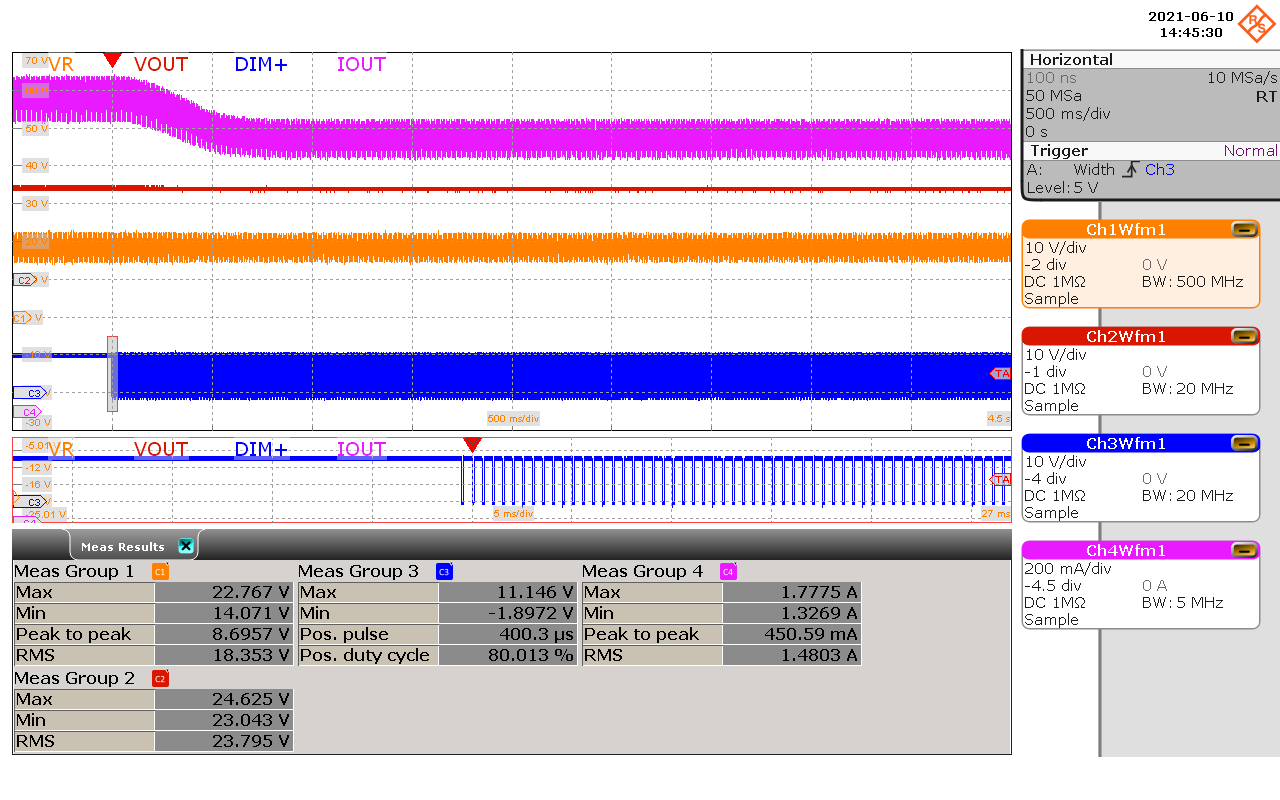 2021-06-10
14:45:30
R
S
70 V
VR
VOUT
DIM+
IOUT
60 V
50 V
40 V
30 V
20 V
C2
V
C1
V
-10 V
C3
C4
-30 V
500 ms/div
4.5 s
TA
-5.01
VR
VOUT
DIM+
IOUT
-12 V
-16 V
C3
-25.01 V
C4
5 ms/div
27 ms
TA
Horizontal
100 ns
10 MSa/s
50 MSa
RT
500 ms/div
0 s
Trigger
Normal
A:
Width
Ch3
Level: 5 V
Ch1Wfm1
10 V/div
-2 div
0 V
DC 1MΩ
BW: 500 MHz
Sample
Ch2Wfm1
10 V/div
-1 div
0 V
DC 1MΩ
BW: 20 MHz
Sample
Ch3Wfm1
10 V/div
-4 div
0 V
DC 1MΩ
BW: 20 MHz
Sample
Ch4Wfm1
200 mA/div
-4.5 div
0 A
DC 1MΩ
BW: 5 MHz
Sample
Meas Results
Meas Group 1
C1
Max 22.767 V
Min 14.071 V
Peak to peak 8.6957 V
RMS 18.353 V
Meas Group 3
C3
Max 11.146 V
Min -1.8972 V
Pos. pulse 400.3 µs
Pos. duty cycle 80.013 %
Meas Group 4
C4
Max 1.7775 A
Min 1.3269 A
Peak to peak 450.59 mA
RMS 1.4803 A
Meas Group 2
C2
Max 24.625 V
Min 23.043 V
RMS 23.795 V